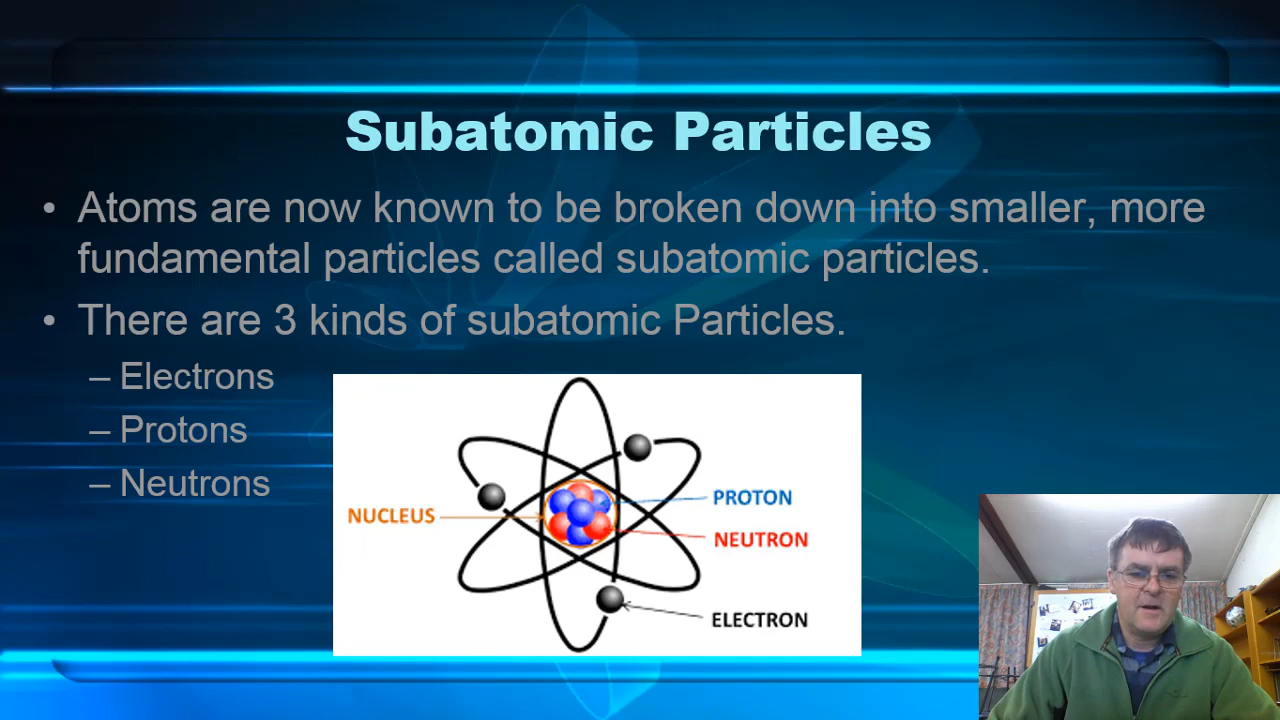 Subatomic Particles
• Atoms are now known to be broken down into smaller, more
fundamental particles called subatomic particles.
• There are 3 kinds of subatomic Particles.
– Electrons
– Protons
– Neutrons
NUCLEUS
PROTON
NEUTRON
ELECTRON